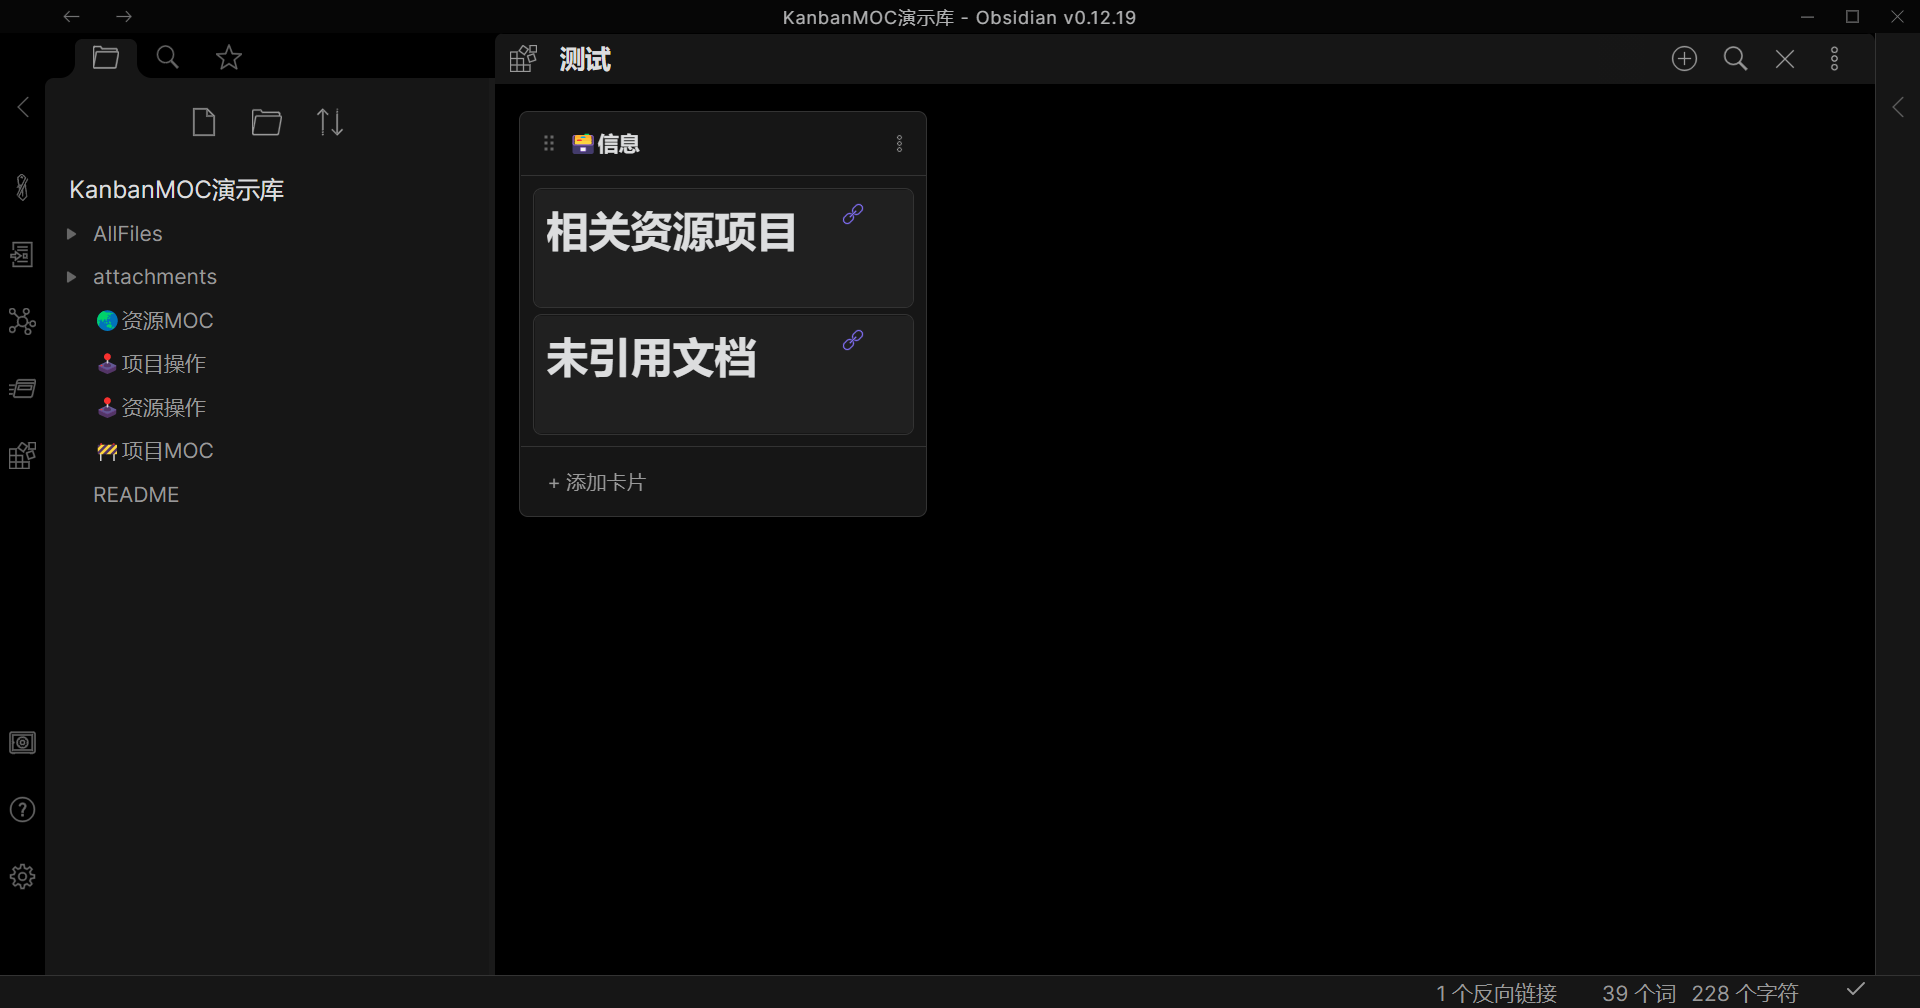 KanbanMOC演示库 - Obsidian v0.12.19
测试
KanbanMOC演示库
AllFiles
attachments
🌏资源MOC
🕹️项目操作
🕹️资源操作
🚧项目MOC
README
🗃️信息
相关资源项目
未引用文档
+ 添加卡片
1 个反向链接 39 个词 228 个字符